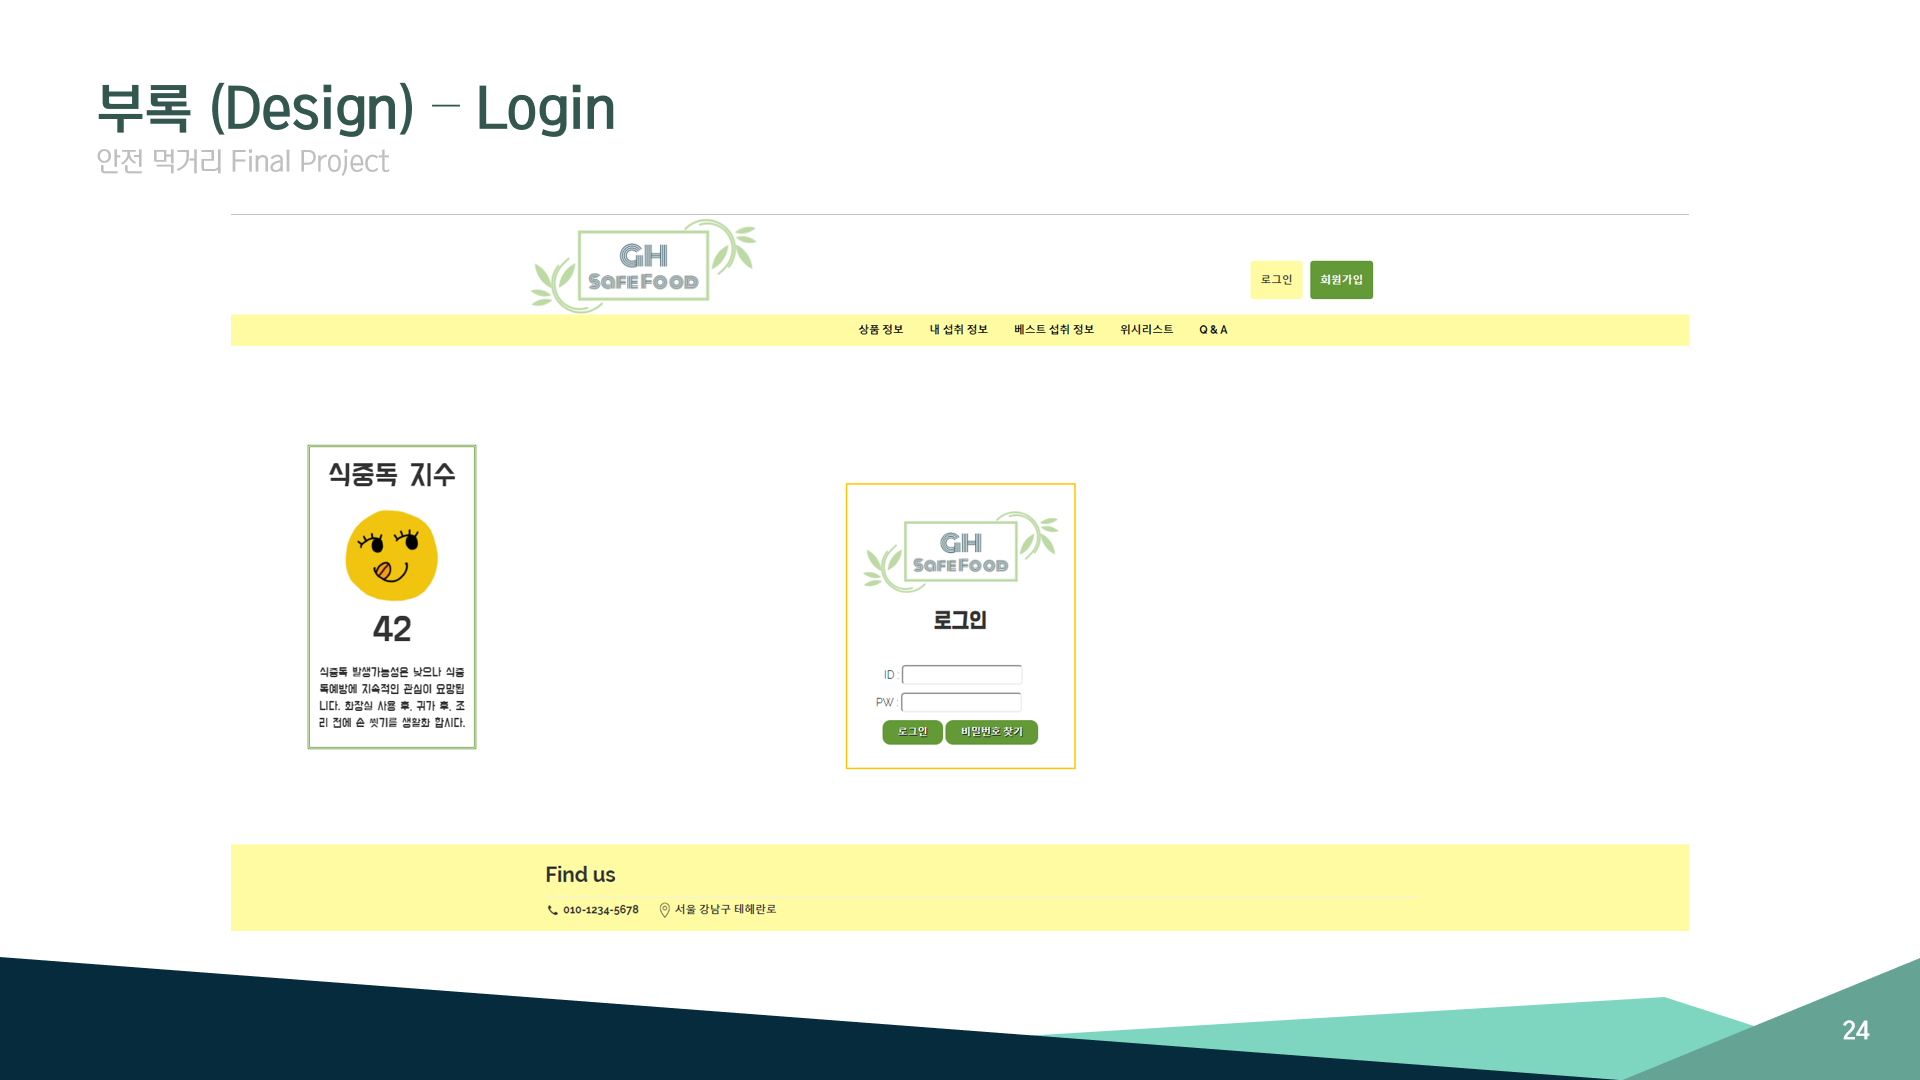 부록 (Design) – Login
안전 먹거리 Final Project
GH
SAFE FOOD
로그인
회원가입
상품 정보 내 섭취 정보 베스트 섭취 정보 위시리스트 Q & A
식중독 지수
42
식중독 발생가능성은 낮으나 식중
독예방에 지속적인 관심이 요망됩
니다. 화장실 사용 후, 귀가 후, 조
리 전에 손 씻기를 생활화 합시다.
GH
SAFE FOOD
로그인
ID :
PW :
로그인 비밀번호 찾기
Find us
010-1234-5678 서울 강남구 테헤란로
24